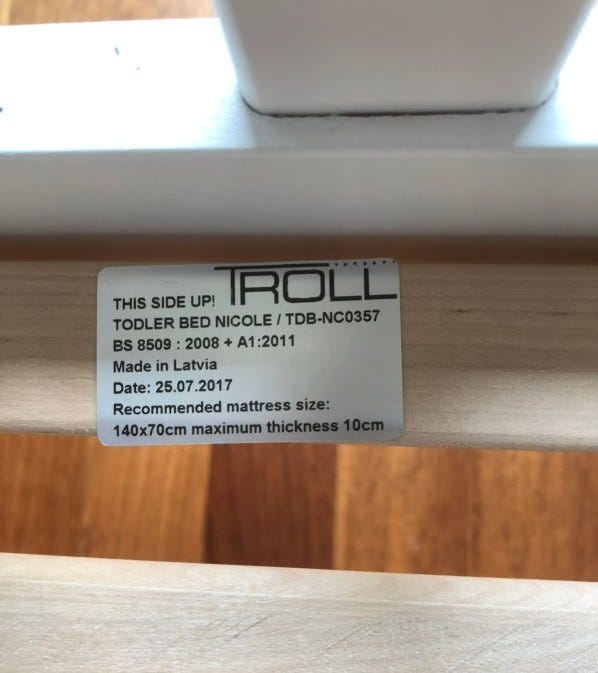 TROLL
NURSERY
THIS SIDE UP!
TODLER BED NICOLE / TDB-NC0357
BS 8509 : 2008 + A1:2011
Made in Latvia
Date: 25.07.2017
Recommended mattress size:
140x70cm maximum thickness 10cm